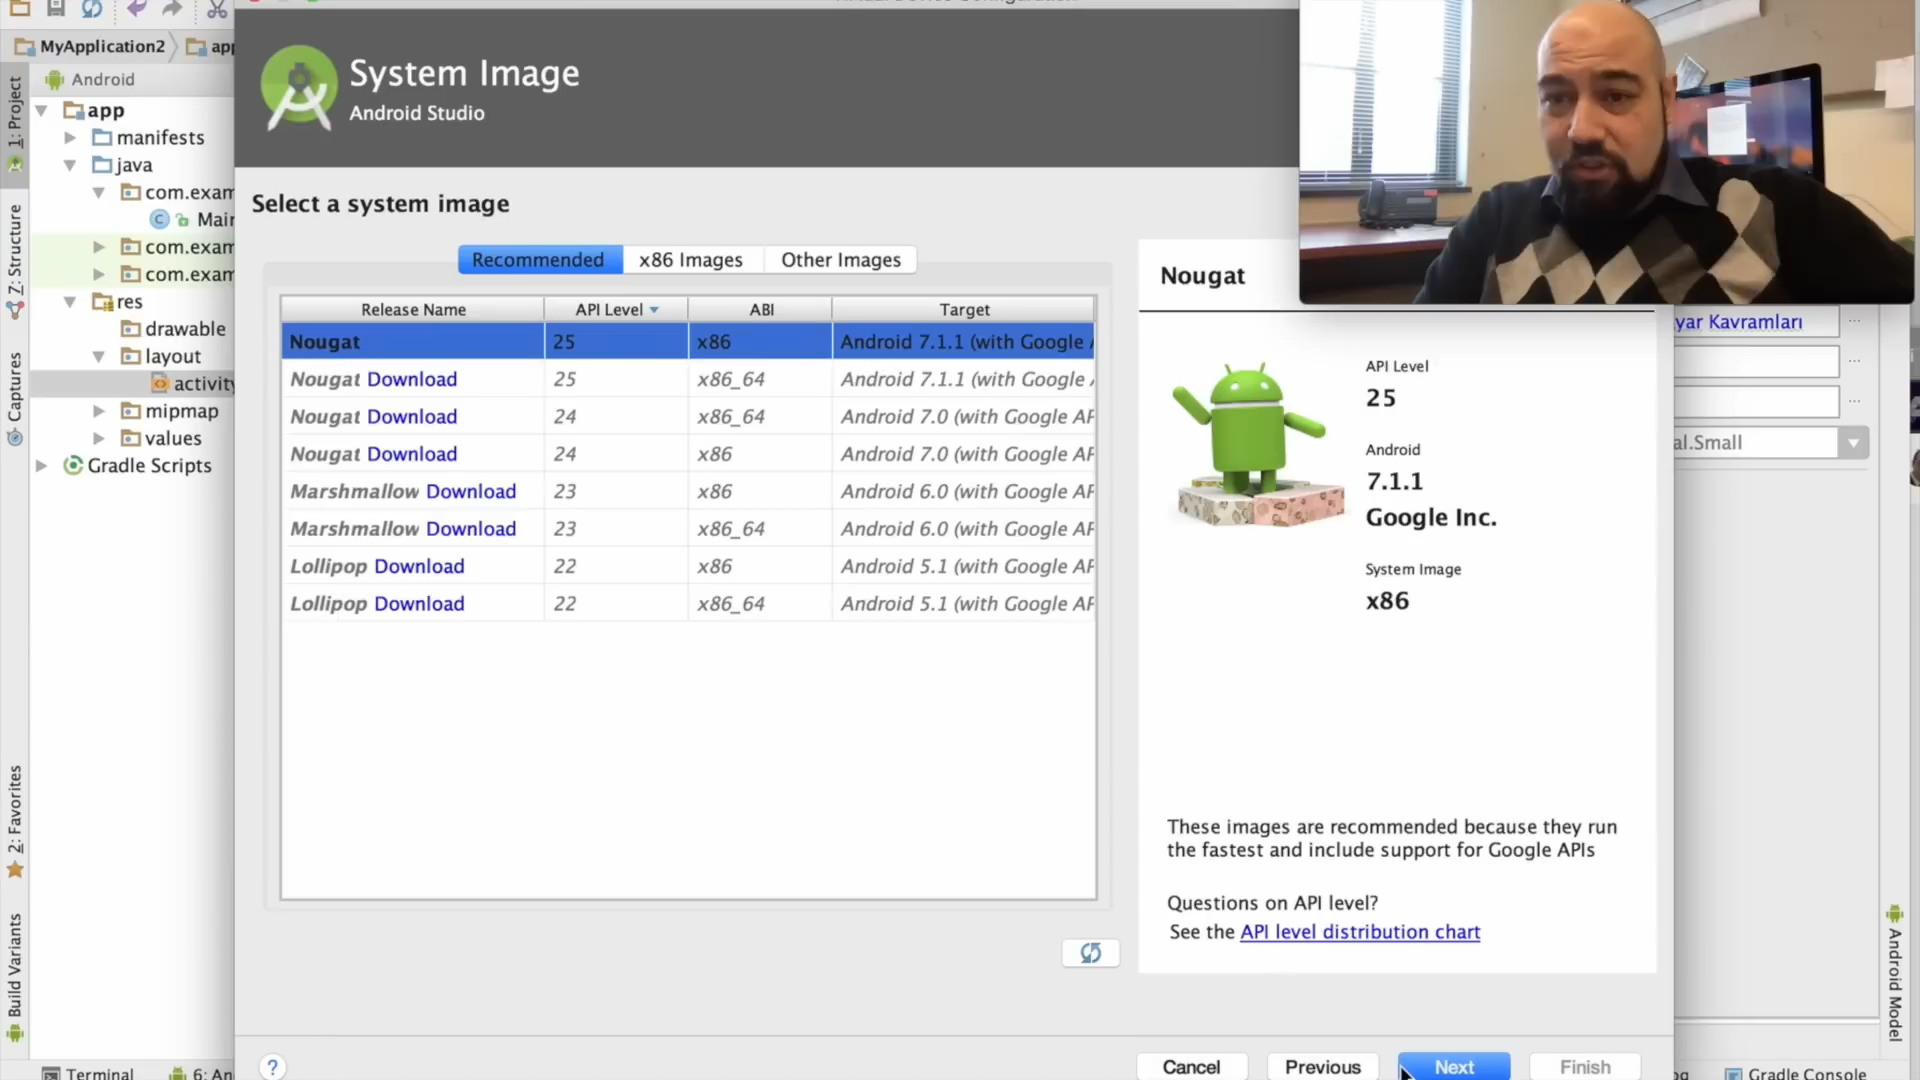 MyApplication2
Android
app
manifests
java
com.exam
Main
com.exam
com.exam
res
drawable
layout
activity
mipmap
values
Gradle Scripts
1: Project
Z: Structure
Captures
2: Favorites
Build Variants
Terminal
System Image
Android Studio
Select a system image
Recommended
x86 Images
Other Images
Release Name API Level ABI Target
Nougat 25 x86 Android 7.1.1 (with Google A
Nougat Download 25 x86_64 Android 7.1.1 (with Google A
Nougat Download 24 x86_64 Android 7.0 (with Google AP
Nougat Download 24 x86 Android 7.0 (with Google AP
Marshmallow Download 23 x86 Android 6.0 (with Google AP
Marshmallow Download 23 x86_64 Android 6.0 (with Google AP
Lollipop Download 22 x86 Android 5.1 (with Google AP
Lollipop Download 22 x86_64 Android 5.1 (with Google AP
Nougat
API Level
25
Android
7.1.1
Google Inc.
System Image
x86
These images are recommended because they run
the fastest and include support for Google APIs
Questions on API level?
See the API level distribution chart
?
Cancel
Previous
Next
Finish
yar Kavramları
al.Small
Android Model
Gradle Console